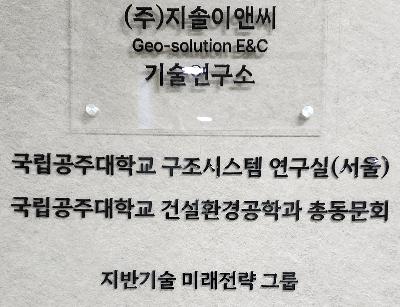 (주)지솔이앤씨
Geo-solution E&C
기술연구소
국립공주대학교 구조시스템 연구실(서울)
국립공주대학교 건설환경공학과 총동문회
지반기술 미래전략 그룹